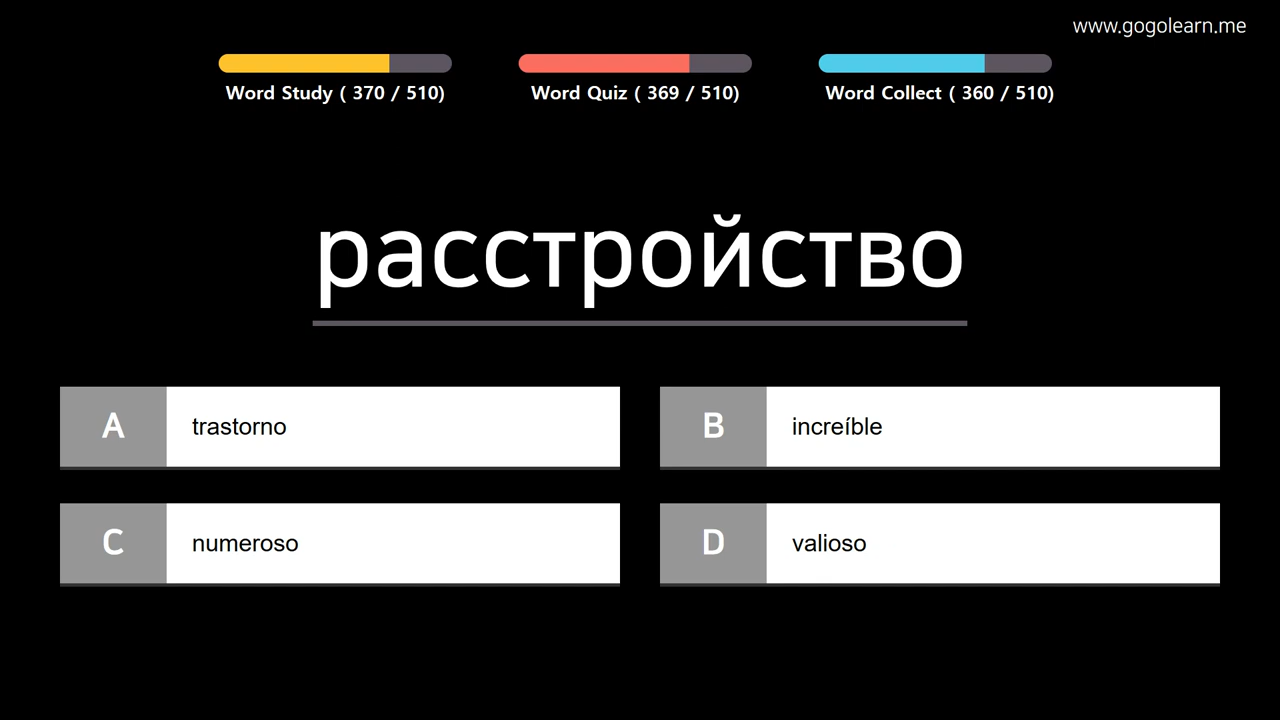 www.gogolearn.me
Word Study ( 370 / 510)
Word Quiz ( 369 / 510)
Word Collect ( 360 / 510)
расстройство
A trastorno
B increíble
C numeroso
D valioso